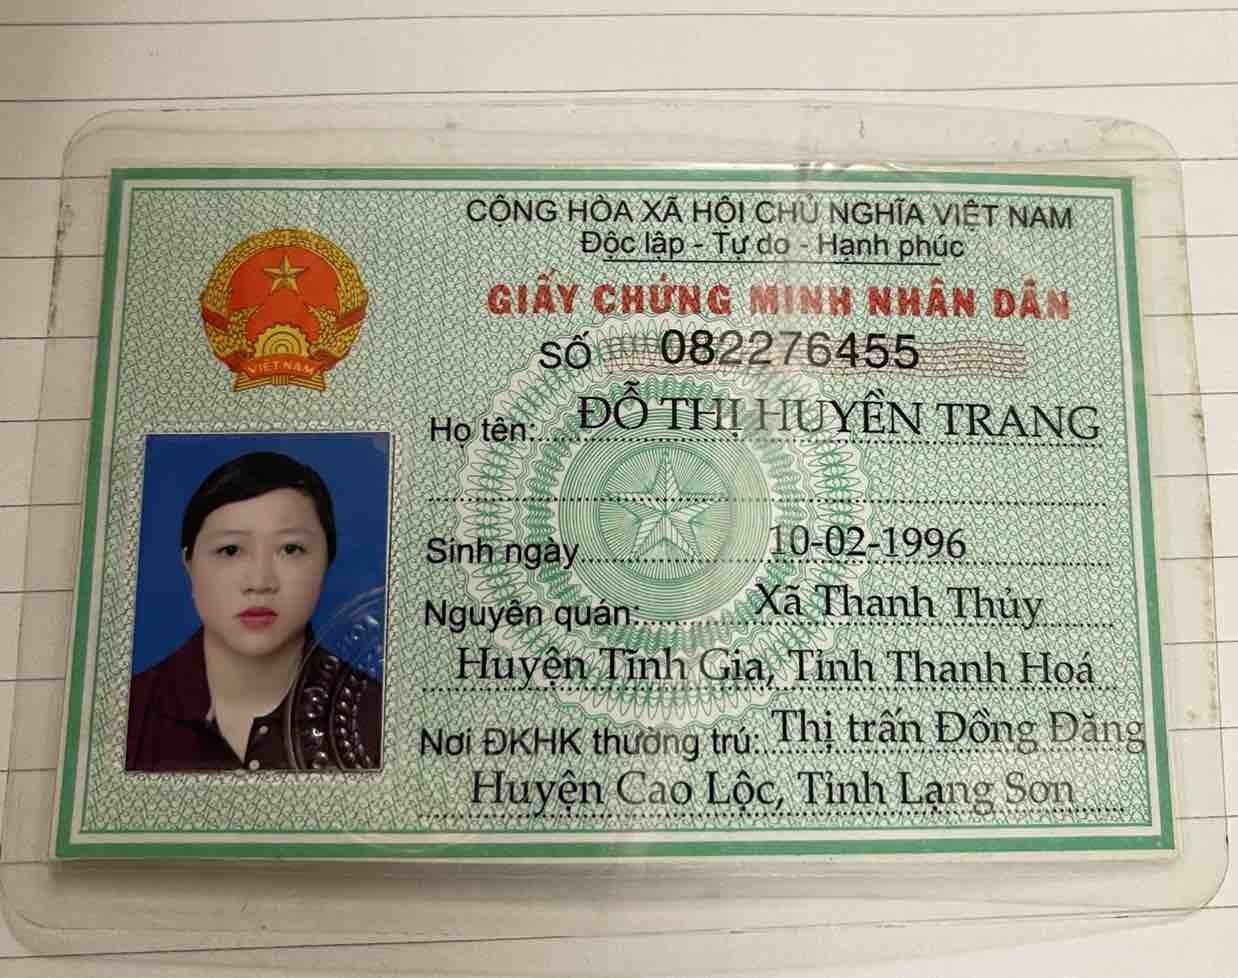 CỘNG HÒA XÃ HỘI CHỦ NGHĨA VIỆT NAM
Độc lập - Tự do - Hạnh phúc
GIẤY CHỨNG MINH NHÂN DÂN
SỐ 082276455
VIET NAM
Họ tên: ĐỖ THỊ HUYỀN TRANG
Sinh ngày 10-02-1996
Nguyên quán: Xã Thanh Thủy
Huyện Tĩnh Gia, Tỉnh Thanh Hoá
Nơi ĐKHK thường trú: Thị trấn Đồng Đăng
Huyện Cao Lộc, Tỉnh Lạng Sơn